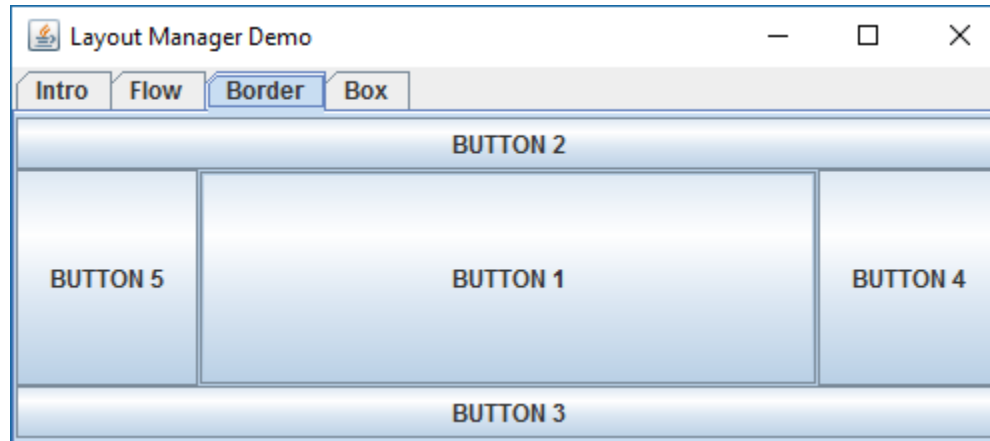 Layout Manager Demo
Intro Flow Border Box
BUTTON 2
BUTTON 5 BUTTON 1 BUTTON 4
BUTTON 3